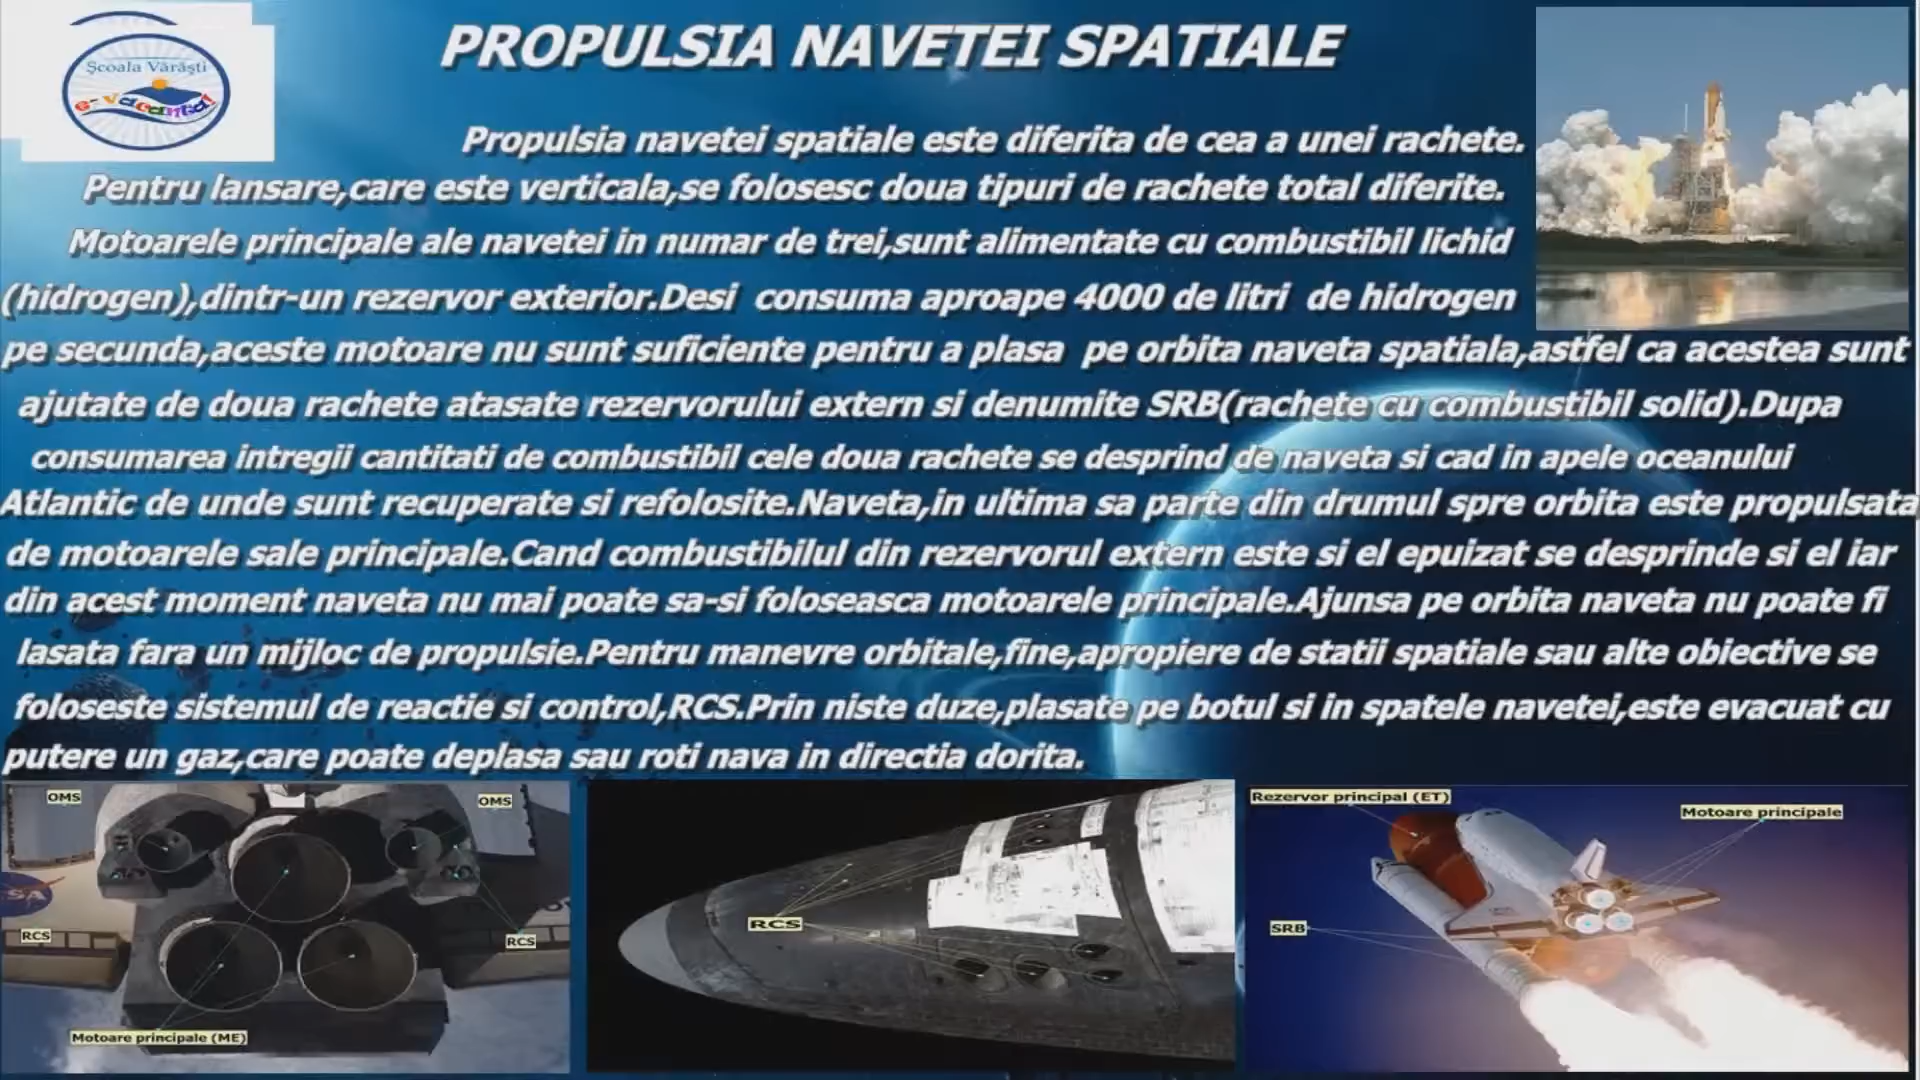 Școala Vărăști
e-Vacanta!
PROPULSIA NAVETEI SPATIALE
Propulsia navetei spatiale este diferita de cea a unei rachete.
Pentru lansare,care este verticala,se folosesc doua tipuri de rachete total diferite.
Motoarele principale ale navetei in numar de trei,sunt alimentate cu combustibil lichid
(hidrogen),dintr-un rezervor exterior.Desi consuma aproape 4000 de litri de hidrogen
pe secunda,aceste motoare nu sunt suficiente pentru a plasa pe orbita naveta spatiala,astfel ca acestea sunt
ajutate de doua rachete atasate rezervorului extern si denumite SRB(rachete cu combustibil solid).Dupa
consumarea intregii cantitati de combustibil cele doua rachete se desprind de naveta si cad in apele oceanului
Atlantic de unde sunt recuperate si refolosite.Naveta,in ultima sa parte din drumul spre orbita este propulsata
de motoarele sale principale.Cand combustibilul din rezervorul extern este si el epuizat se desprinde si el iar
din acest moment naveta nu mai poate sa-si foloseasca motoarele principale.Ajunsa pe orbita naveta nu poate fi
lasata fara un mijloc de propulsie.Pentru manevre orbitale,fine,apropiere de statii spatiale sau alte obiective se
foloseste sistemul de reactie si control,RCS.Prin niste duze,plasate pe botul si in spatele navetei,este evacuat cu
putere un gaz,care poate deplasa sau roti nava in directia dorita.
OMS
OMS
RCS
RCS
Motoare principale (ME)
RCS
Rezervor principal (ET)
Motoare principale
SRB